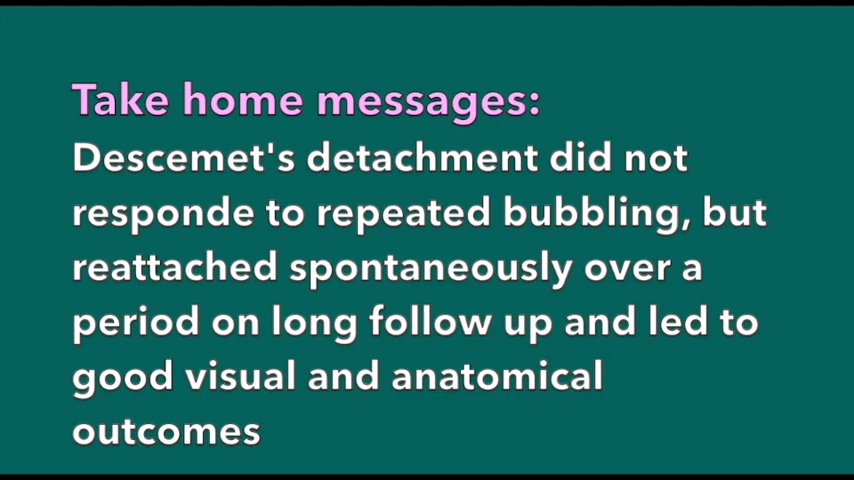 Take home messages:
Descemet's detachment did not
responde to repeated bubbling, but
reattached spontaneously over a
period on long follow up and led to
good visual and anatomical
outcomes